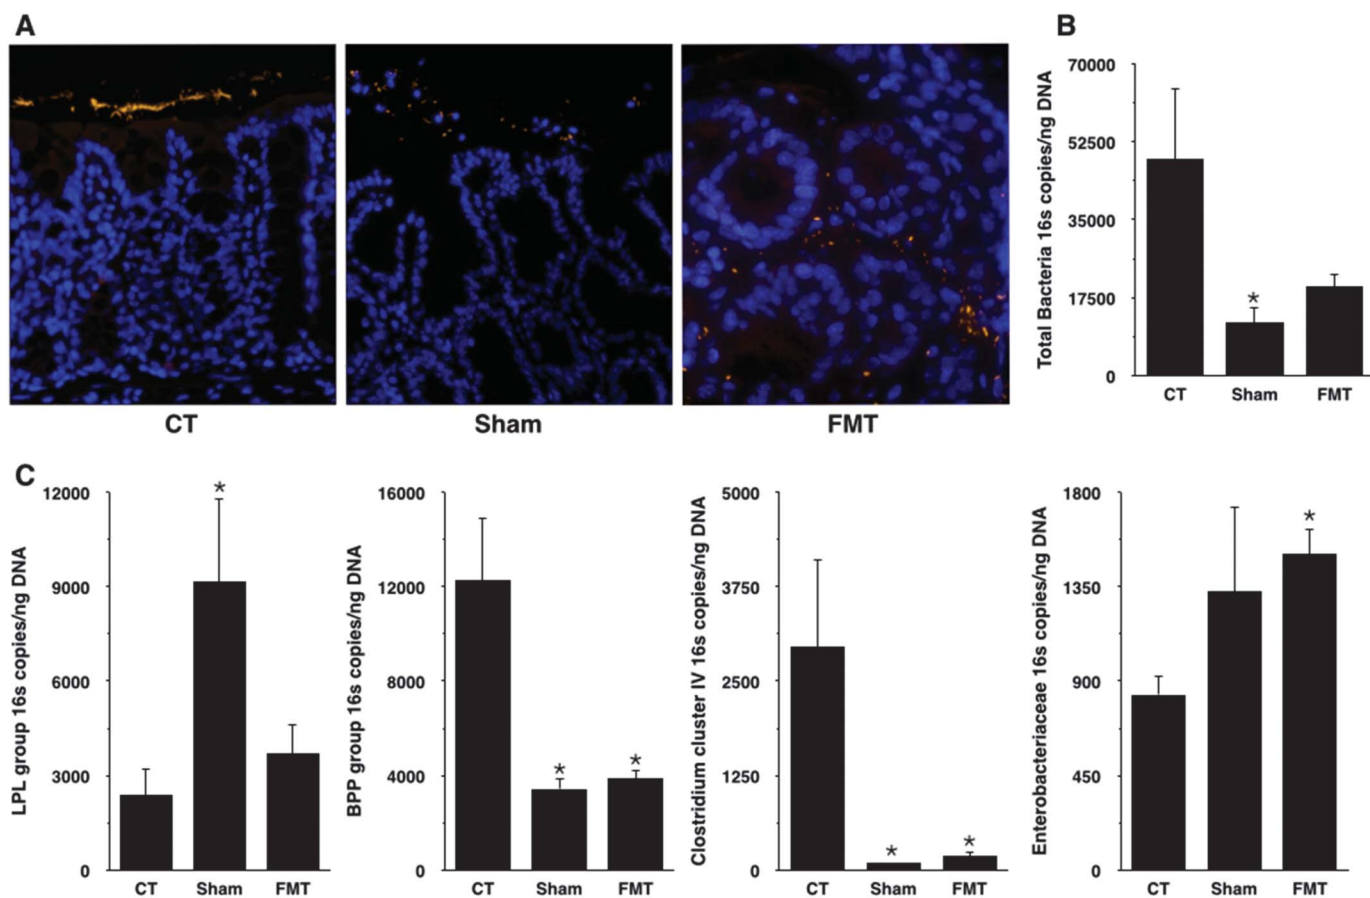 A
B
CT
Sham
FMT
Total Bacteria 16s copies/ng DNA
70000
52500
35000
17500
0
*
CT
Sham
FMT
C
LPL group 16s copies/ng DNA
12000
9000
6000
3000
0
*
CT
Sham
FMT
BPP group 16s copies/ng DNA
16000
12000
8000
4000
0
*
*
CT
Sham
FMT
Clostridium cluster IV 16s copies/ng DNA
5000
3750
2500
1250
0
*
*
CT
Sham
FMT
Enterobacteriaceae 16s copies/ng DNA
1800
1350
900
450
0
*
CT
Sham
FMT